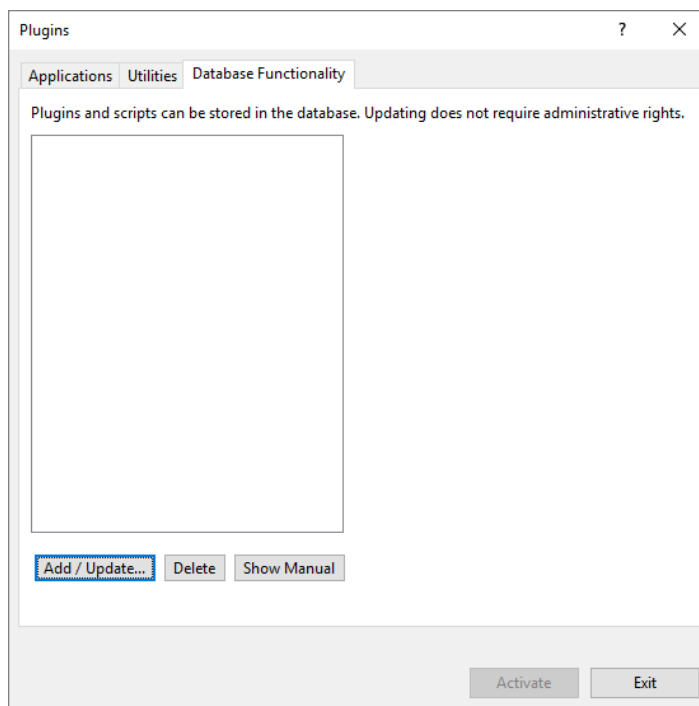 Plugins ?
Applications Utilities Database Functionality
Plugins and scripts can be stored in the database. Updating does not require administrative rights.
Add / Update... Delete Show Manual
Activate Exit